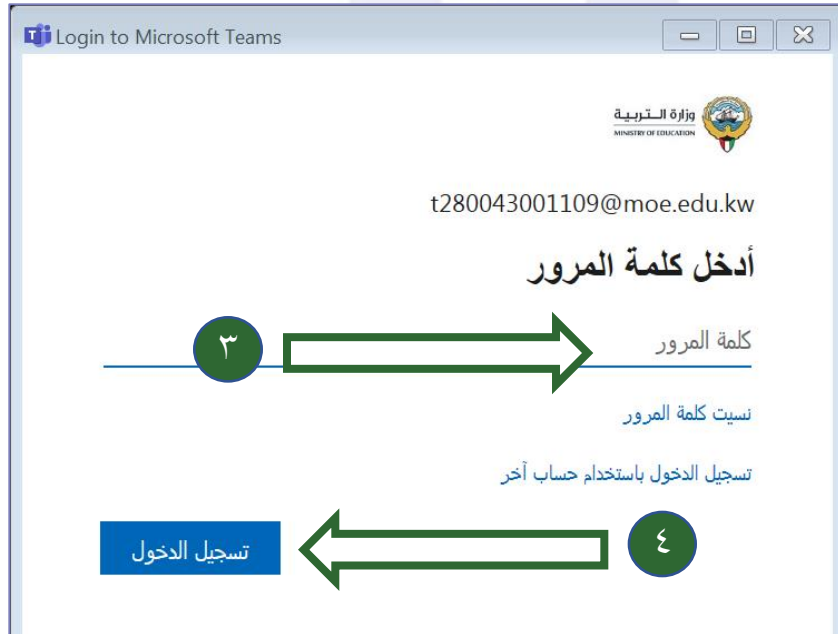 Login to Microsoft Teams
وزارة الـتربـيـة
MINISTRY OF EDUCATION
t280043001109@moe.edu.kw
أدخل كلمة المرور
كلمة المرور
٣
نسيت كلمة المرور
تسجيل الدخول باستخدام حساب آخر
تسجيل الدخول
٤